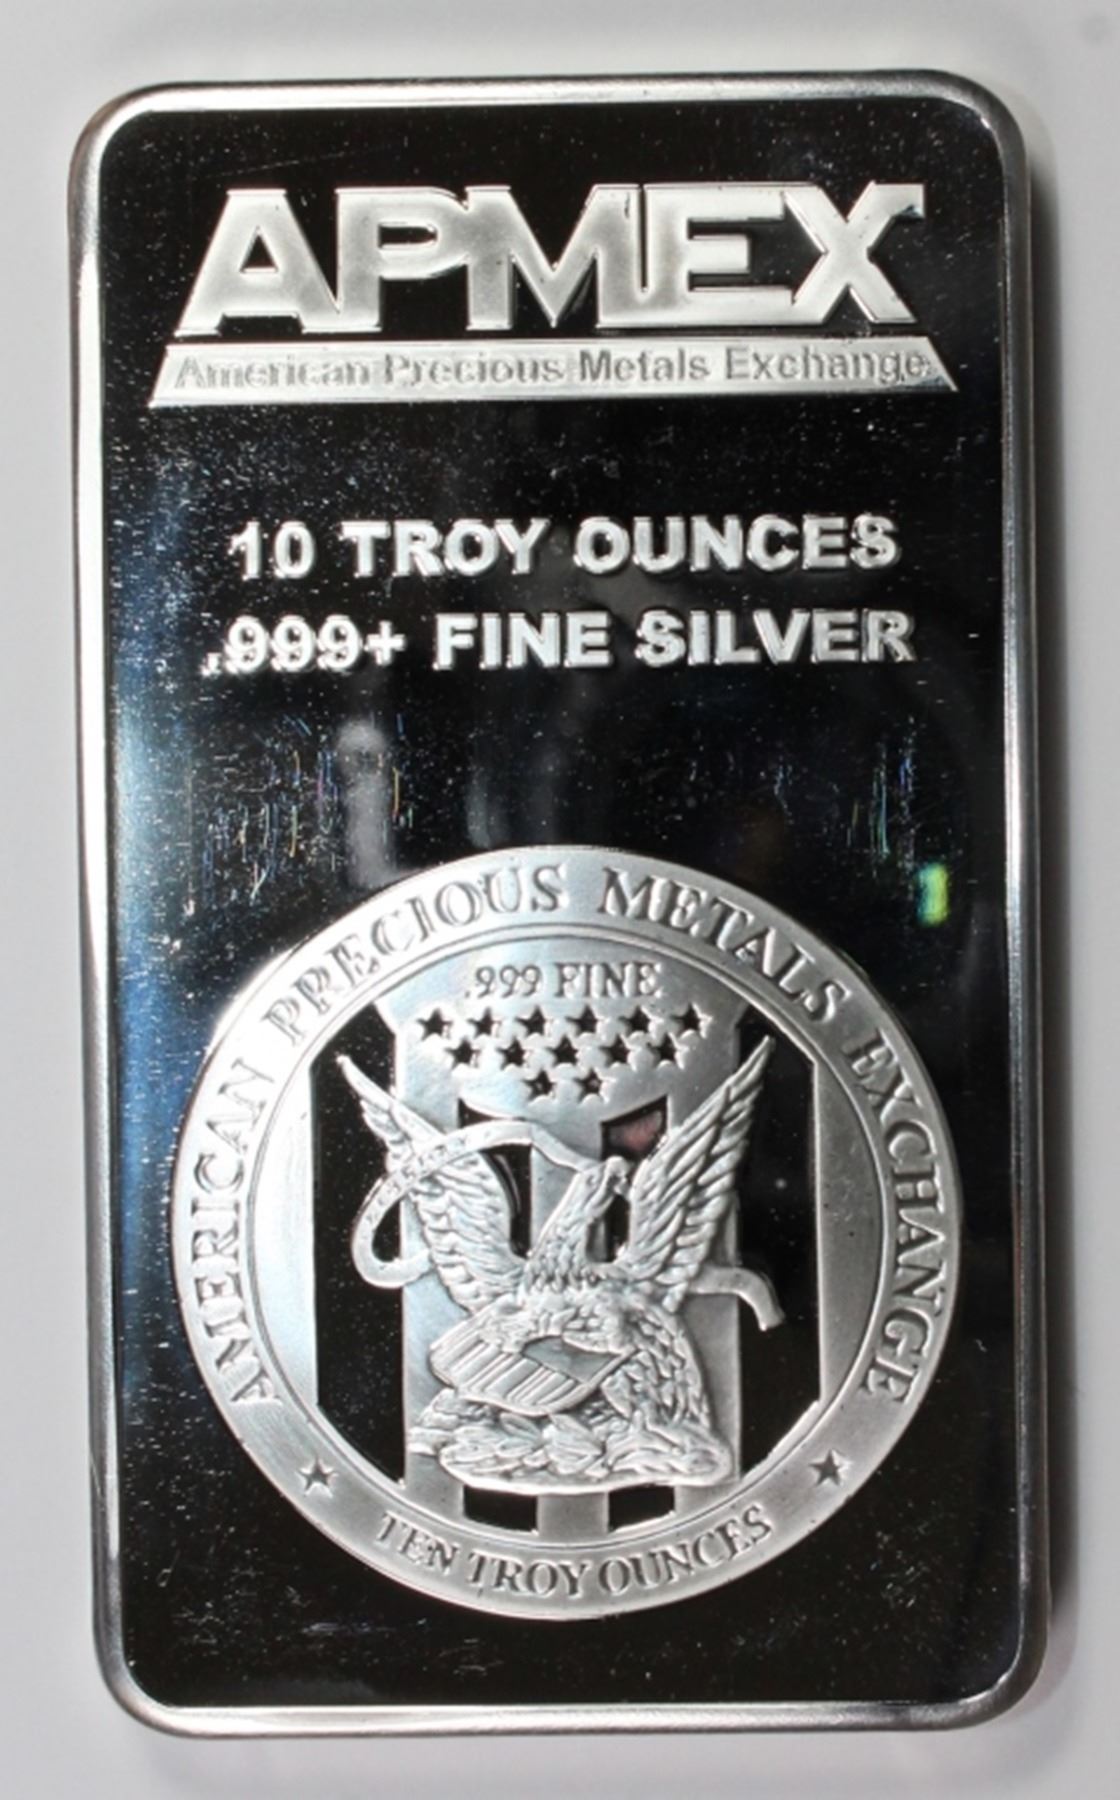 APMEX
American Precious Metals Exchange
10 TROY OUNCES
.999+ FINE SILVER
AMERICAN PRECIOUS METALS EXCHANGE
.999 FINE
TEN TROY OUNCES